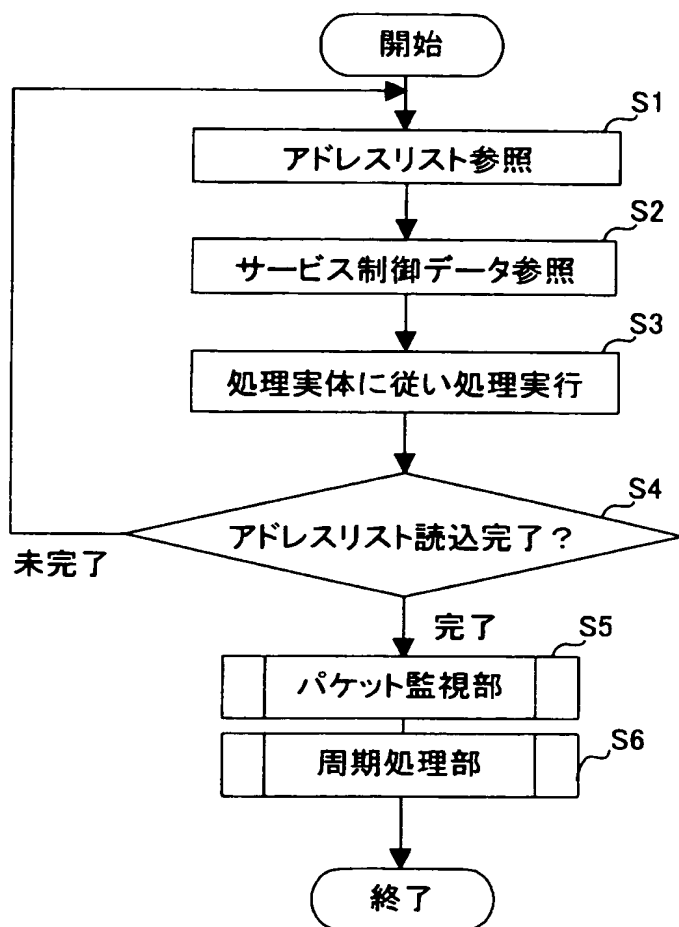 開始
S1
アドレスリスト参照
S2
サービス制御データ参照
S3
処理実体に従い処理実行
S4
アドレスリスト読込完了?
未完了
完了
S5
パケット監視部
S6
周期処理部
終了